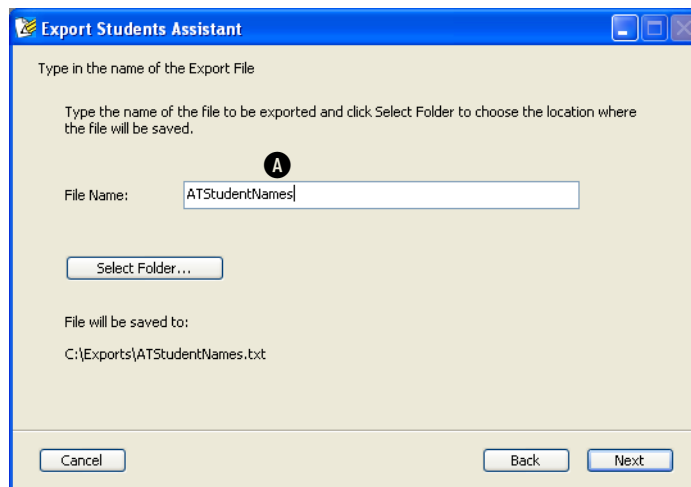 Export Students Assistant
Type in the name of the Export File
Type the name of the file to be exported and click Select Folder to choose the location where
the file will be saved.
A
File Name: ATStudentNames
Select Folder...
File will be saved to:
C:\Exports\ATStudentNames.txt
Cancel Back Next